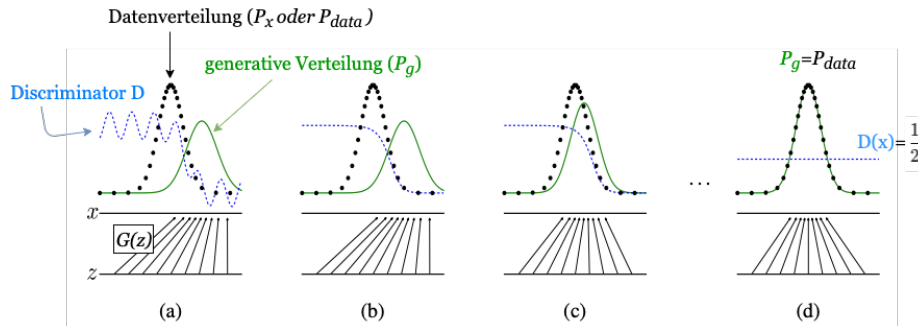 Datenverteilung (P_x oder P_data)
generative Verteilung (P_g)
Discriminator D
P_g=P_data
D(x)=1/2
...
x
G(z)
z
(a)
(b)
(c)
(d)